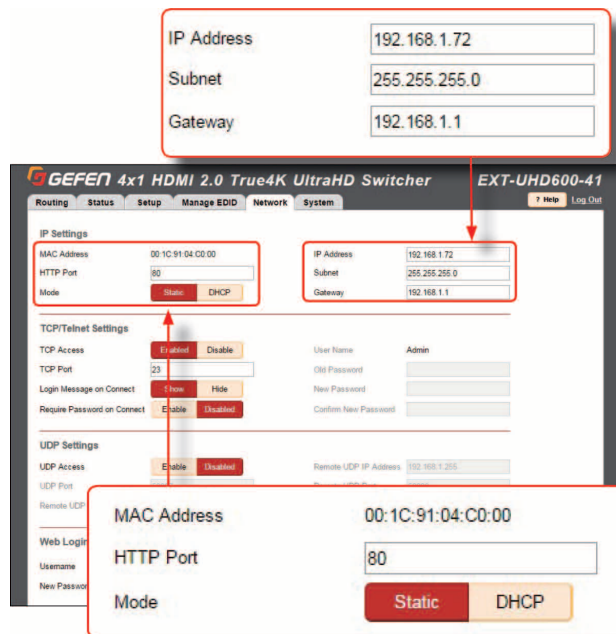 IP Address 192.168.1.72
Subnet 255.255.255.0
Gateway 192.168.1.1
GEFEN 4x1 HDMI 2.0 True4K UltraHD Switcher EXT-UHD600-41
Routing Status Setup Manage EDID Network System ? Help Log Out
IP Settings
MAC Address 00:1C:91:04:C0:00 IP Address 192.168.1.72
HTTP Port 80 Subnet 255.255.255.0
Mode Static DHCP Gateway 192.168.1.1
TCP/Telnet Settings
TCP Access Enabled Disable User Name Admin
TCP Port 23 Old Password
Login Message on Connect Show Hide New Password
Require Password on Connect Enable Disabled Confirm New Password
UDP Settings
UDP Access Enable Disabled Remote UDP IP Address 192.168.1.255
UDP Port
Remote UDP
Web Login
Username
New Passwo
MAC Address 00:1C:91:04:C0:00
HTTP Port 80
Mode Static DHCP